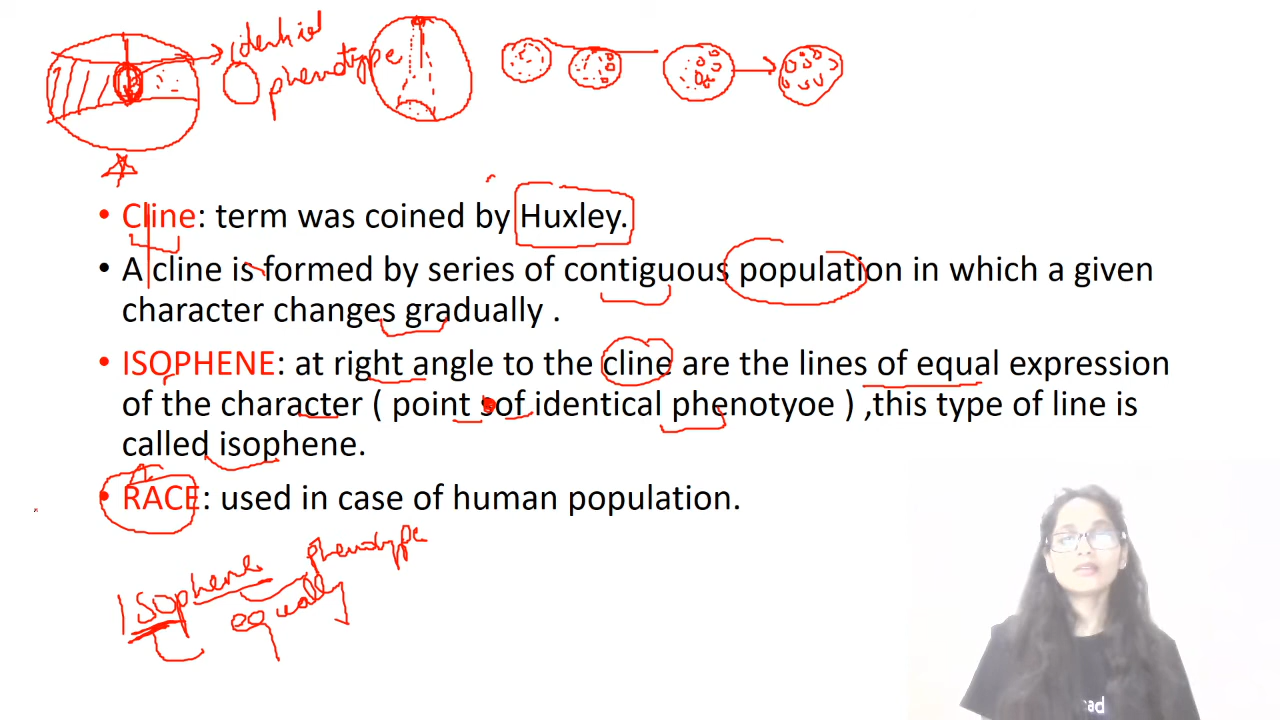 identical
phenotype
• Cline: term was coined by Huxley.
• A cline is formed by series of contiguous population in which a given
character changes gradually .
• ISOPHENE: at right angle to the cline are the lines of equal expression
of the character ( point sof identical phenotyoe ) ,this type of line is
called isophene.
• RACE: used in case of human population.
phenotype
Isophene
equally
ad